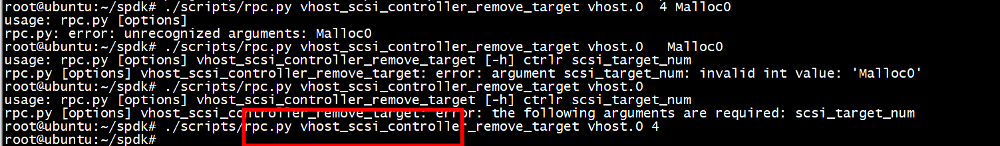 root@ubuntu:~/spdk# ./scripts/rpc.py vhost_scsi_controller_remove_target vhost.0  4 Malloc0
usage: rpc.py [options]
rpc.py: error: unrecognized arguments: Malloc0
root@ubuntu:~/spdk# ./scripts/rpc.py vhost_scsi_controller_remove_target vhost.0   Malloc0
usage: rpc.py [options] vhost_scsi_controller_remove_target [-h] ctrlr scsi_target_num
rpc.py [options] vhost_scsi_controller_remove_target: error: argument scsi_target_num: invalid int value: 'Malloc0'
root@ubuntu:~/spdk# ./scripts/rpc.py vhost_scsi_controller_remove_target vhost.0
usage: rpc.py [options] vhost_scsi_controller_remove_target [-h] ctrlr scsi_target_num
rpc.py [options] vhost_scsi_controller_remove_target: error: the following arguments are required: scsi_target_num
root@ubuntu:~/spdk# ./scripts/rpc.py vhost_scsi_controller_remove_target vhost.0 4
root@ubuntu:~/spdk#